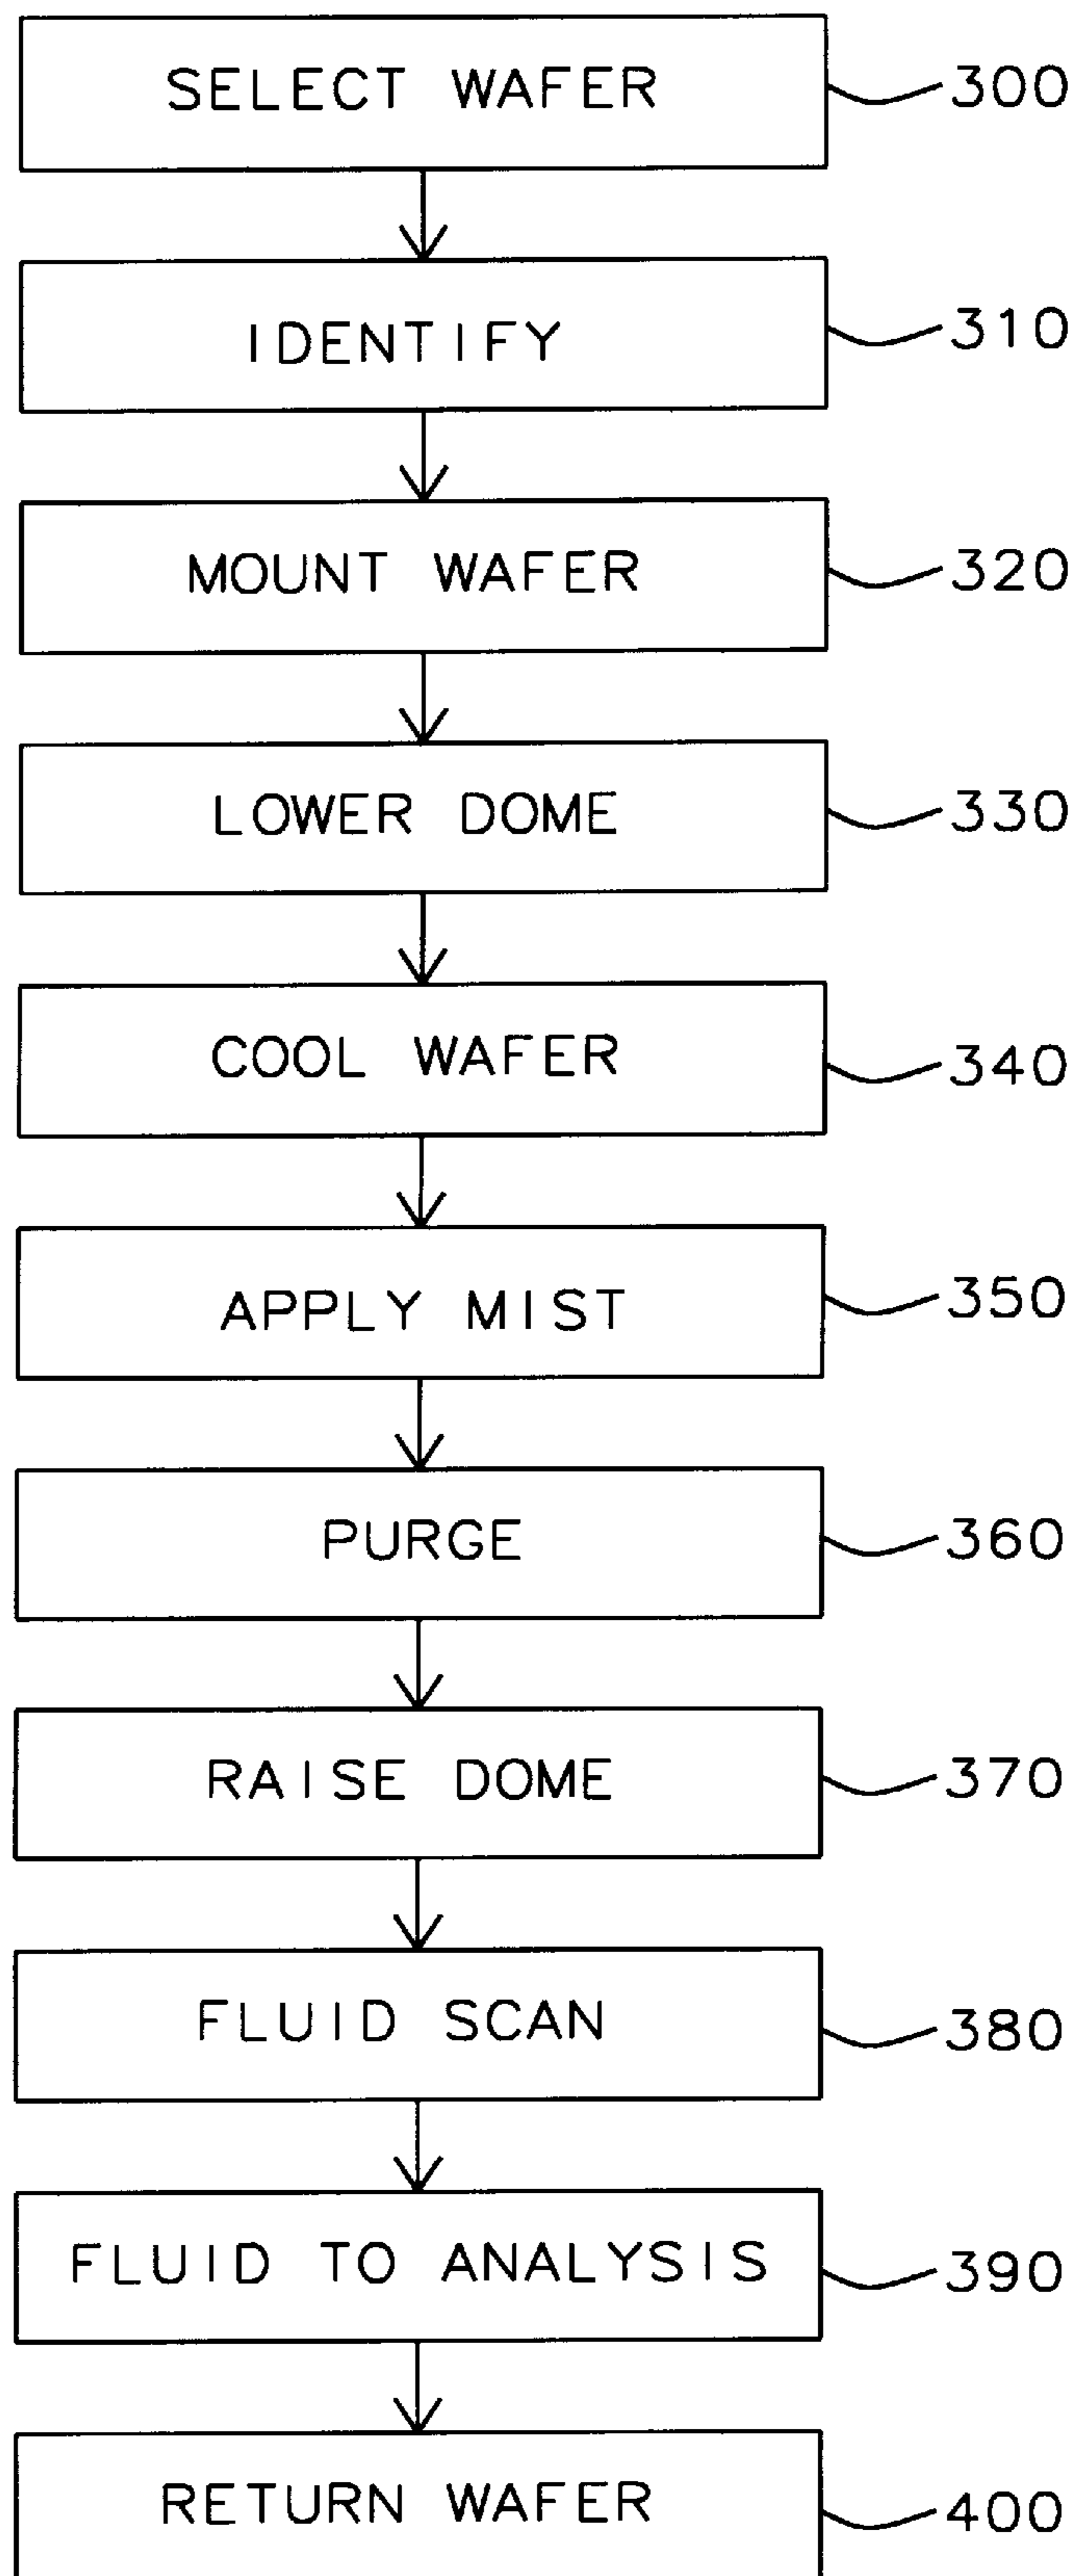 SELECT WAFER 300
IDENTIFY 310
MOUNT WAFER 320
LOWER DOME 330
COOL WAFER 340
APPLY MIST 350
PURGE 360
RAISE DOME 370
FLUID SCAN 380
FLUID TO ANALYSIS 390
RETURN WAFER 400